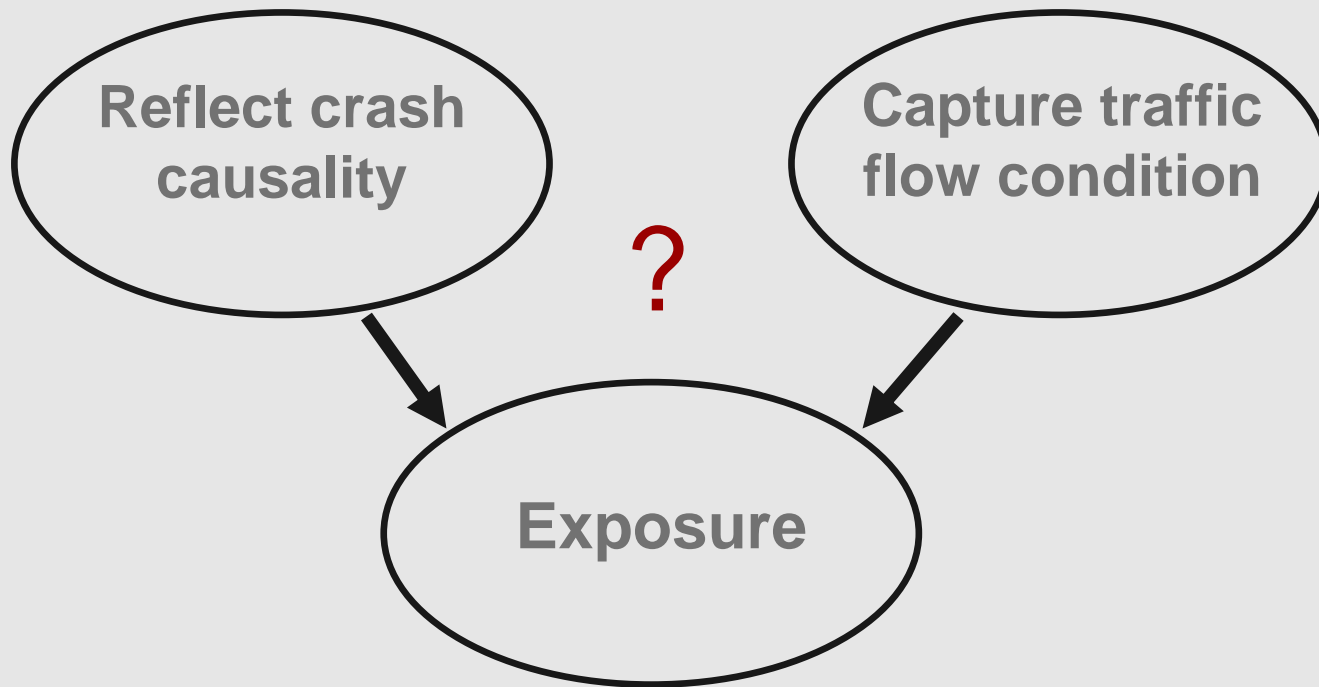 Reflect crash
causality
Capture traffic
flow condition
?
Exposure